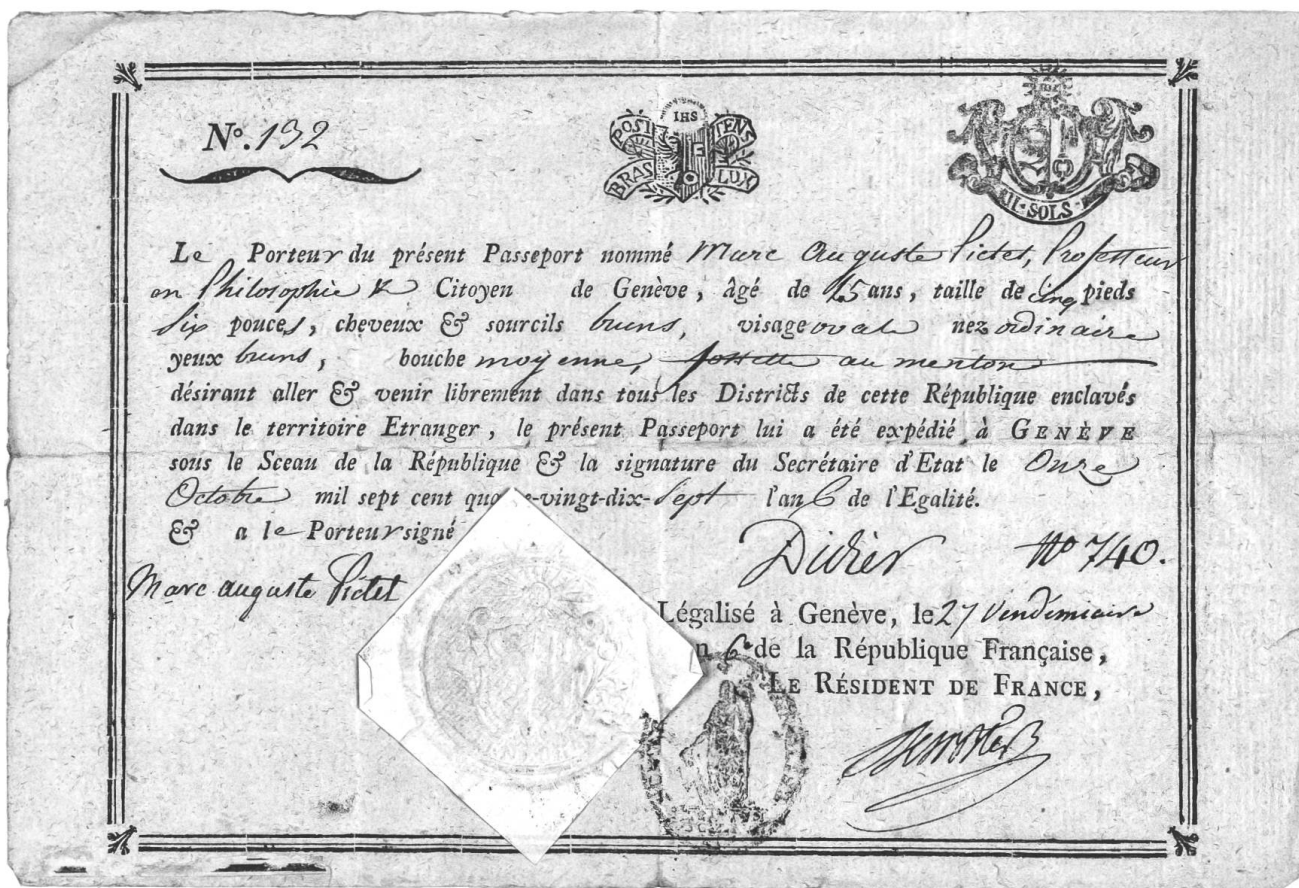 N.º 132
POST TENEBRAS LUX
IHS
II·SOLS
Le Porteur du présent Passeport nommé Marc Auguste Pictet, Professeur
en Philosophie & Citoyen de Genève, âgé de 45 ans, taille de cinq pieds
six pouces, cheveux & sourcils bruns, visage ovale nez ordinaire
yeux bruns, bouche moyenne, fossette au menton
désirant aller & venir librement dans tous les Districts de cette République enclavés
dans le territoire Etranger, le présent Passeport lui a été expédié à GENÈVE
sous le Sceau de la République & la signature du Secrétaire d'Etat le Onze
Octobre mil sept cent quatre-vingt-dix-Sept l'an 6 de l'Egalité.
& a le Porteur signé
Didier Nº 740.
Marc auguste Pictet
Légalisé à Genève, le 27 Vendémiaire
an 6e de la République Française,
LE RÉSIDENT DE FRANCE,